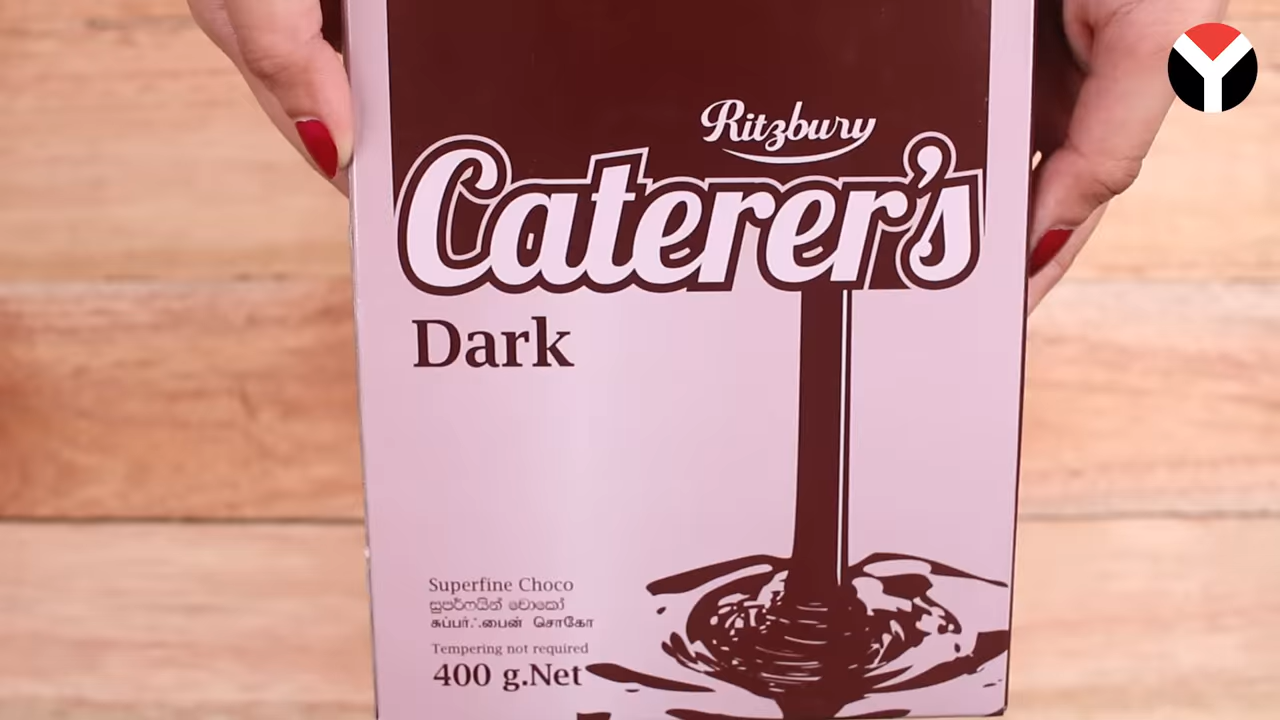 Ritzbury
Caterer's
Dark
Superfine Choco
සුපර්ෆයින් චොකෝ
சுப்பர்ஃபைன் சொகோ
Tempering not required
400 g.Net